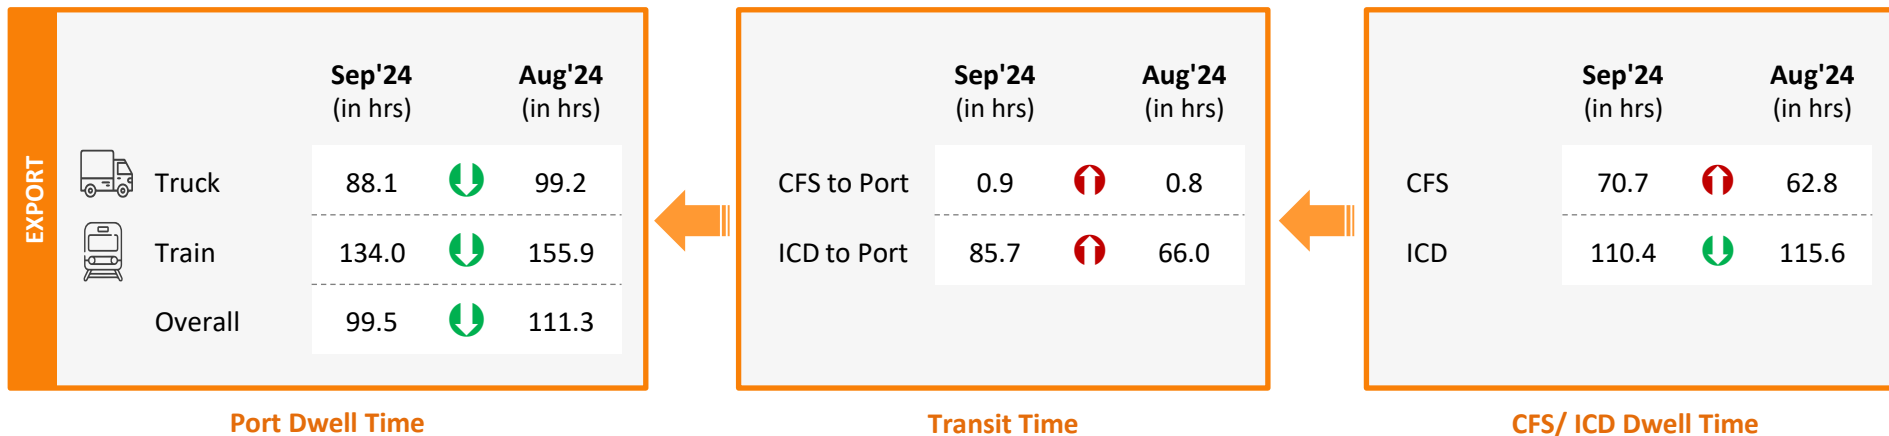 EXPORT
Sep'24 Aug'24
(in hrs) (in hrs)
Truck 88.1 99.2
Train 134.0 155.9
Overall 99.5 111.3
Port Dwell Time
Sep'24 Aug'24
(in hrs) (in hrs)
CFS to Port 0.9 0.8
ICD to Port 85.7 66.0
Transit Time
Sep'24 Aug'24
(in hrs) (in hrs)
CFS 70.7 62.8
ICD 110.4 115.6
CFS/ ICD Dwell Time